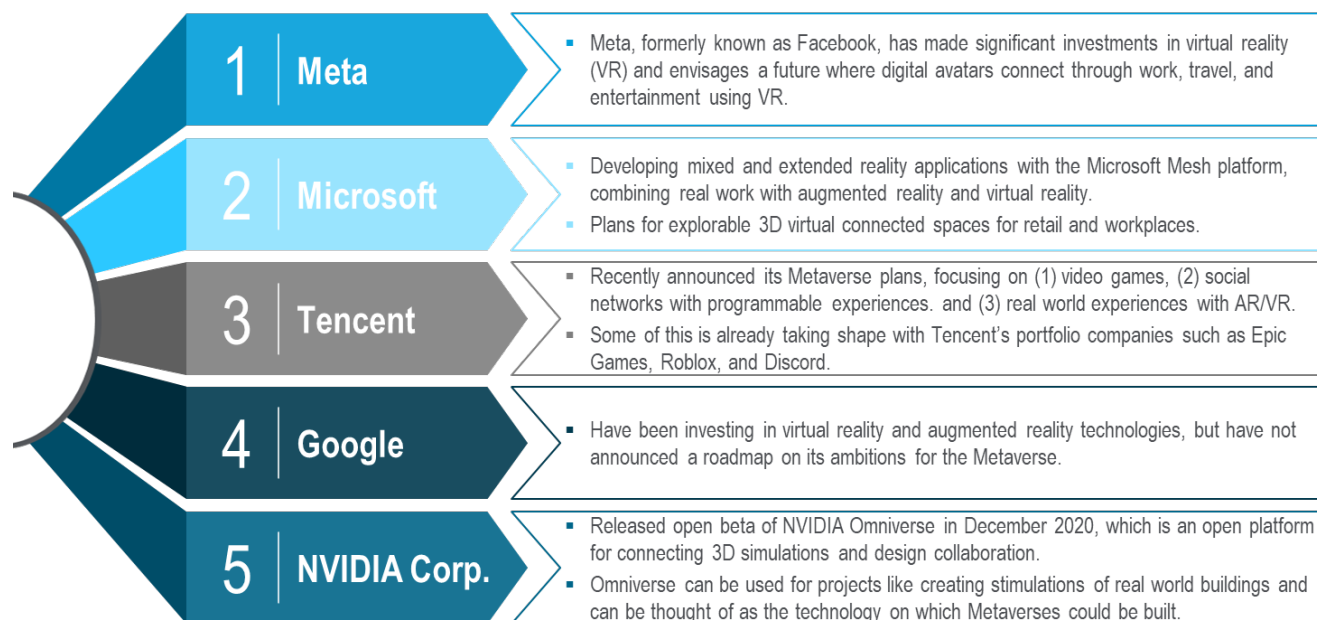 1 Meta
▪ Meta, formerly known as Facebook, has made significant investments in virtual reality
(VR) and envisages a future where digital avatars connect through work, travel, and
entertainment using VR.
2 Microsoft
▪ Developing mixed and extended reality applications with the Microsoft Mesh platform,
combining real work with augmented reality and virtual reality.
▪ Plans for explorable 3D virtual connected spaces for retail and workplaces.
3 Tencent
▪ Recently announced its Metaverse plans, focusing on (1) video games, (2) social
networks with programmable experiences. and (3) real world experiences with AR/VR.
▪ Some of this is already taking shape with Tencent's portfolio companies such as Epic
Games, Roblox, and Discord.
4 Google
▪ Have been investing in virtual reality and augmented reality technologies, but have not
announced a roadmap on its ambitions for the Metaverse.
5 NVIDIA Corp.
▪ Released open beta of NVIDIA Omniverse in December 2020, which is an open platform
for connecting 3D simulations and design collaboration.
▪ Omniverse can be used for projects like creating stimulations of real world buildings and
can be thought of as the technology on which Metaverses could be built.